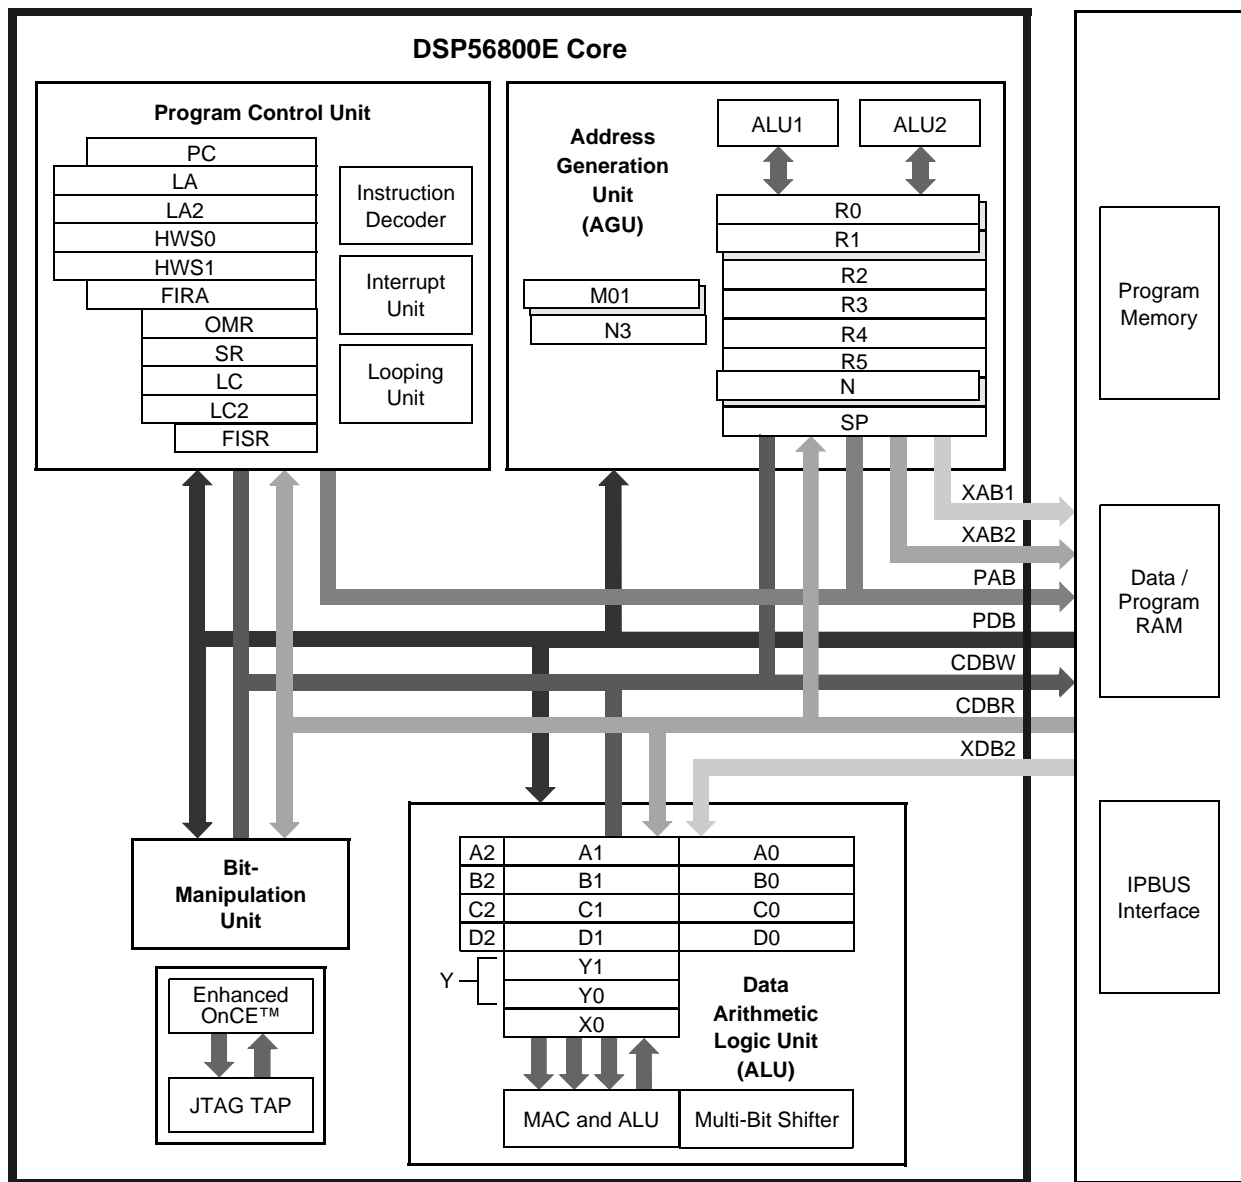 DSP56800E Core
Program Control Unit
PC
LA
LA2
HWS0
HWS1
FIRA
OMR
SR
LC
LC2
FISR
Instruction
Decoder
Interrupt
Unit
Looping
Unit
Address
Generation
Unit
(AGU)
ALU1
ALU2
R0
R1
R2
R3
R4
R5
N
SP
M01
N3
XAB1
XAB2
PAB
PDB
CDBW
CDBR
XDB2
Program
Memory
Data /
Program
RAM
IPBUS
Interface
Bit-
Manipulation
Unit
Enhanced
OnCE™
JTAG TAP
A2 A1 A0
B2 B1 B0
C2 C1 C0
D2 D1 D0
Y
Y1
Y0
X0
Data
Arithmetic
Logic Unit
(ALU)
MAC and ALU
Multi-Bit Shifter